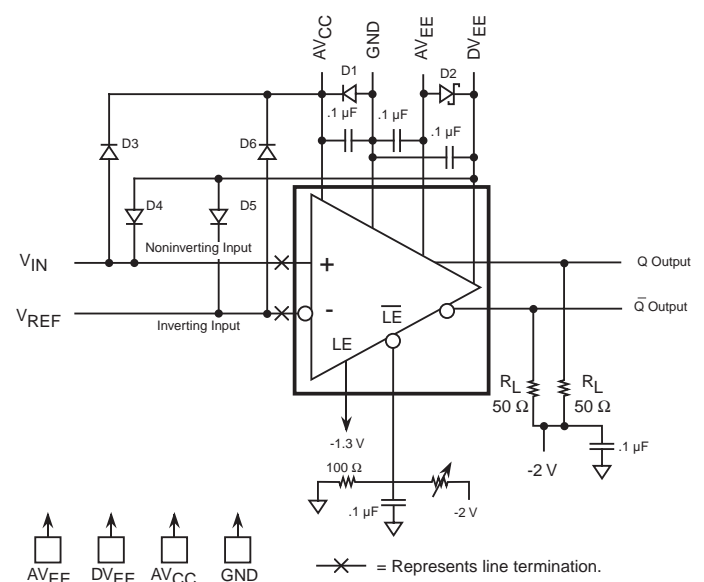 AVCC
GND
AVEE
DVEE
D1
D2
.1 µF
.1 µF
.1 µF
D3
D6
D4
D5
VIN
Noninverting Input
+
Q Output
VREF
Inverting Input
-
LE
Q Output
LE
RL
50 Ω
RL
50 Ω
-1.3 V
-2 V
.1 µF
100 Ω
.1 µF
-2 V
AVEE
DVEE
AVCC
GND
= Represents line termination.